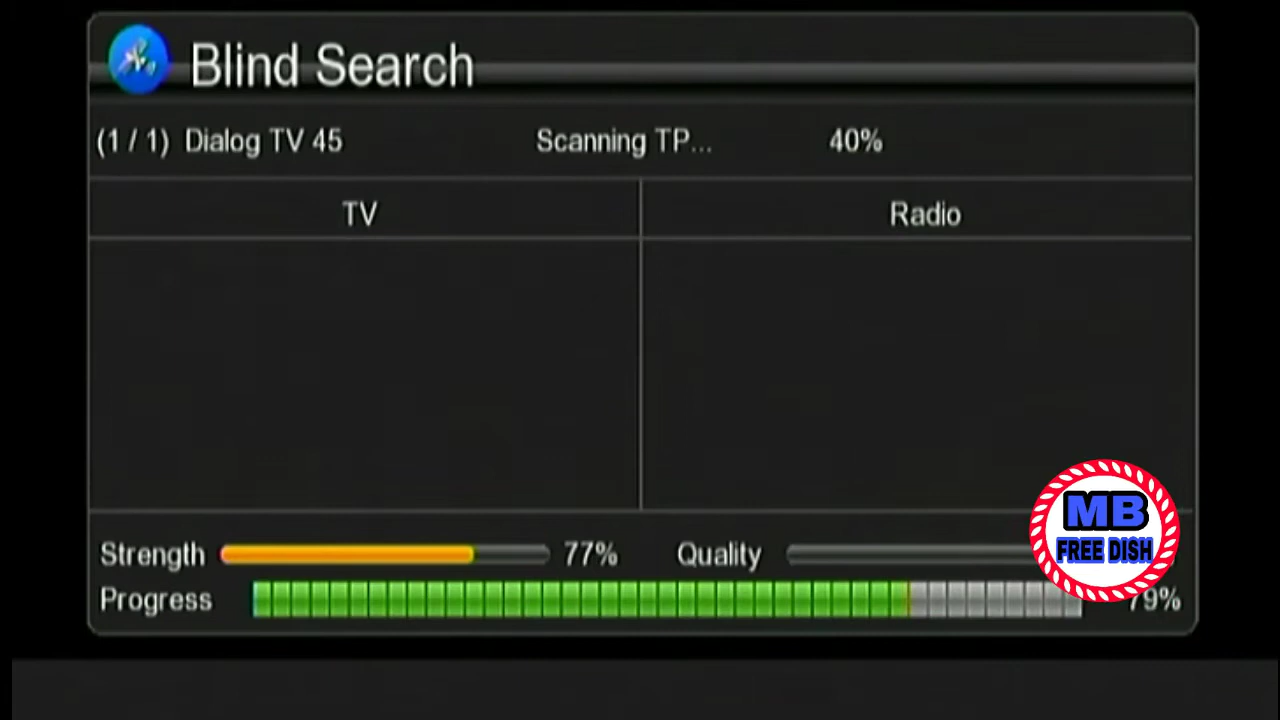 Blind Search
(1 / 1) Dialog TV 45 Scanning TP... 40%
TV Radio
MB
FREE DISH
Strength 77% Quality
Progress 79%